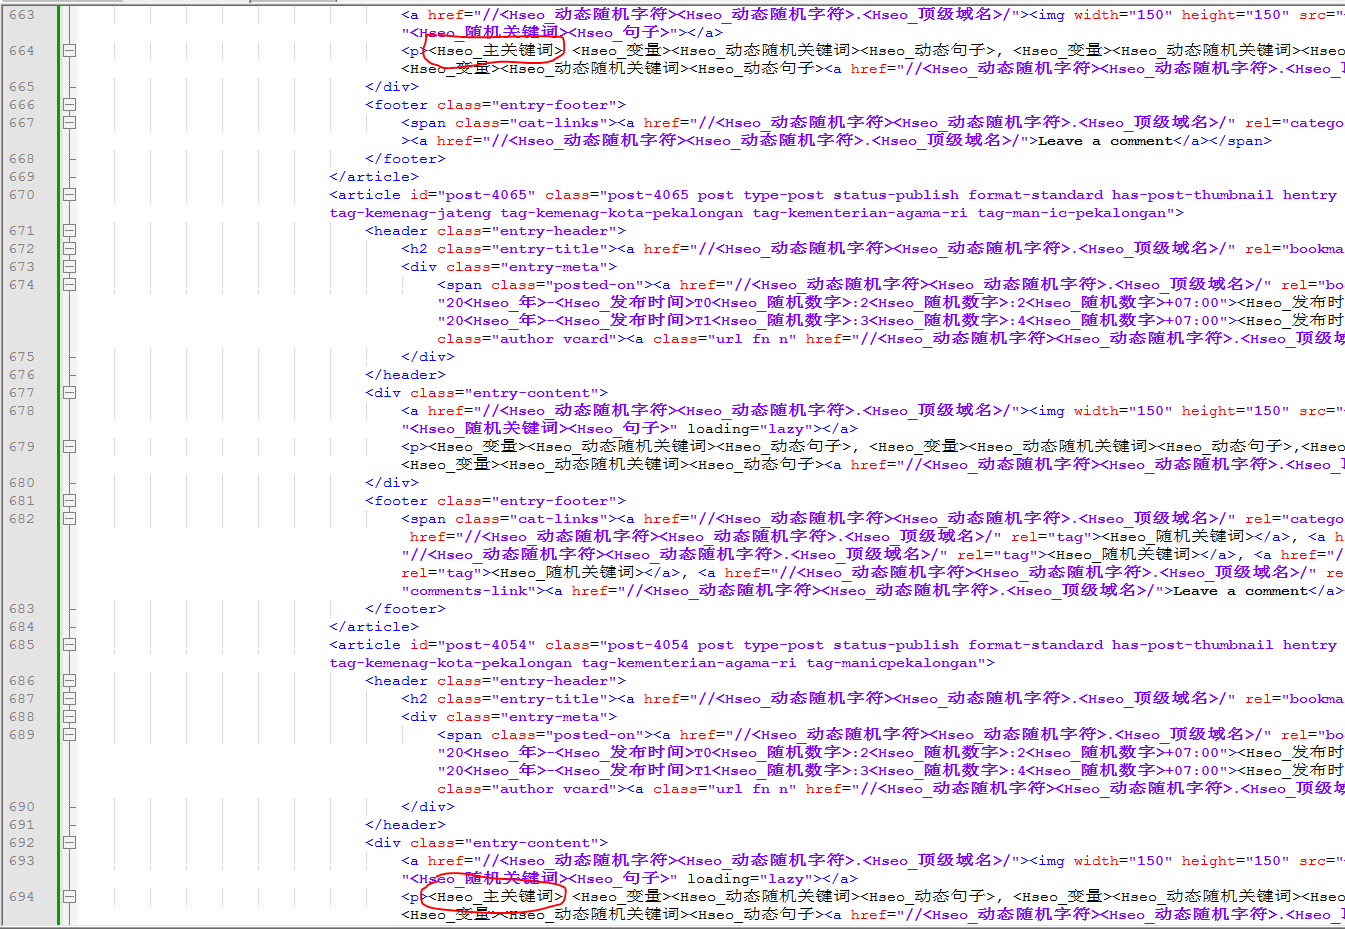 663 <a href="//<Hseo_动态随机字符><Hseo_动态随机字符>.<Hseo_顶级域名>/"><img width="150" height="150" src="
"<Hseo_随机关键词><Hseo_句子>"></a>
664 <p><Hseo_主关键词> <Hseo_变量><Hseo_动态随机关键词><Hseo_动态句子>, <Hseo_变量><Hseo_动态随机关键词><Hseo
<Hseo_变量><Hseo_动态随机关键词><Hseo_动态句子><a href="//<Hseo_动态随机字符><Hseo_动态随机字符>.<Hseo_
665 </div>
666 <footer class="entry-footer">
667 <span class="cat-links"><a href="//<Hseo_动态随机字符><Hseo_动态随机字符>.<Hseo_顶级域名>/" rel="catego
><a href="//<Hseo_动态随机字符><Hseo_动态随机字符>.<Hseo_顶级域名>/">Leave a comment</a></span>
668 </footer>
669 </article>
670 <article id="post-4065" class="post-4065 post type-post status-publish format-standard has-post-thumbnail hentry
tag-kemenag-jateng tag-kemenag-kota-pekalongan tag-kementerian-agama-ri tag-man-ic-pekalongan">
671 <header class="entry-header">
672 <h2 class="entry-title"><a href="//<Hseo_动态随机字符><Hseo_动态随机字符>.<Hseo_顶级域名>/" rel="bookma
673 <div class="entry-meta">
674 <span class="posted-on"><a href="//<Hseo_动态随机字符><Hseo_动态随机字符>.<Hseo_顶级域名>/" rel="bo
"20<Hseo_年>-<Hseo_发布时间>T0<Hseo_随机数字>:2<Hseo_随机数字>:2<Hseo_随机数字>+07:00"><Hseo_发布时
"20<Hseo_年>-<Hseo_发布时间>T1<Hseo_随机数字>:3<Hseo_随机数字>:4<Hseo_随机数字>+07:00"><Hseo_发布时
class="author vcard"><a class="url fn n" href="//<Hseo_动态随机字符><Hseo_动态随机字符>.<Hseo_顶级域
675 </div>
676 </header>
677 <div class="entry-content">
678 <a href="//<Hseo_动态随机字符><Hseo_动态随机字符>.<Hseo_顶级域名>/"><img width="150" height="150" src="
"<Hseo_随机关键词><Hseo_句子>" loading="lazy"></a>
679 <p><Hseo_变量><Hseo_动态随机关键词><Hseo_动态句子>, <Hseo_变量><Hseo_动态随机关键词><Hseo_动态句子>,<Hseo
<Hseo_变量><Hseo_动态随机关键词><Hseo_动态句子><a href="//<Hseo_动态随机字符><Hseo_动态随机字符>.<Hseo_
680 </div>
681 <footer class="entry-footer">
682 <span class="cat-links"><a href="//<Hseo_动态随机字符><Hseo_动态随机字符>.<Hseo_顶级域名>/" rel="catego
href="//<Hseo_动态随机字符><Hseo_动态随机字符>.<Hseo_顶级域名>/" rel="tag"><Hseo_随机关键词></a>, <a h
"//<Hseo_动态随机字符><Hseo_动态随机字符>.<Hseo_顶级域名>/" rel="tag"><Hseo_随机关键词></a>, <a href="/
rel="tag"><Hseo_随机关键词></a>, <a href="//<Hseo_动态随机字符><Hseo_动态随机字符>.<Hseo_顶级域名>/" re
"comments-link"><a href="//<Hseo_动态随机字符><Hseo_动态随机字符>.<Hseo_顶级域名>/">Leave a comment</a>
683 </footer>
684 </article>
685 <article id="post-4054" class="post-4054 post type-post status-publish format-standard has-post-thumbnail hentry
tag-kemenag-kota-pekalongan tag-kementerian-agama-ri tag-manicpekalongan">
686 <header class="entry-header">
687 <h2 class="entry-title"><a href="//<Hseo_动态随机字符><Hseo_动态随机字符>.<Hseo_顶级域名>/" rel="bookma
688 <div class="entry-meta">
689 <span class="posted-on"><a href="//<Hseo_动态随机字符><Hseo_动态随机字符>.<Hseo_顶级域名>/" rel="bo
"20<Hseo_年>-<Hseo_发布时间>T0<Hseo_随机数字>:2<Hseo_随机数字>:2<Hseo_随机数字>+07:00"><Hseo_发布时
"20<Hseo_年>-<Hseo_发布时间>T1<Hseo_随机数字>:3<Hseo_随机数字>:4<Hseo_随机数字>+07:00"><Hseo_发布时
class="author vcard"><a class="url fn n" href="//<Hseo_动态随机字符><Hseo_动态随机字符>.<Hseo_顶级域
690 </div>
691 </header>
692 <div class="entry-content">
693 <a href="//<Hseo_动态随机字符><Hseo_动态随机字符>.<Hseo_顶级域名>/"><img width="150" height="150" src="
"<Hseo_随机关键词><Hseo_句子>" loading="lazy"></a>
694 <p><Hseo_主关键词> <Hseo_变量><Hseo_动态随机关键词><Hseo_动态句子>, <Hseo_变量><Hseo_动态随机关键词><Hseo
<Hseo_变量><Hseo_动态随机关键词><Hseo_动态句子><a href="//<Hseo_动态随机字符><Hseo_动态随机字符>.<Hseo_